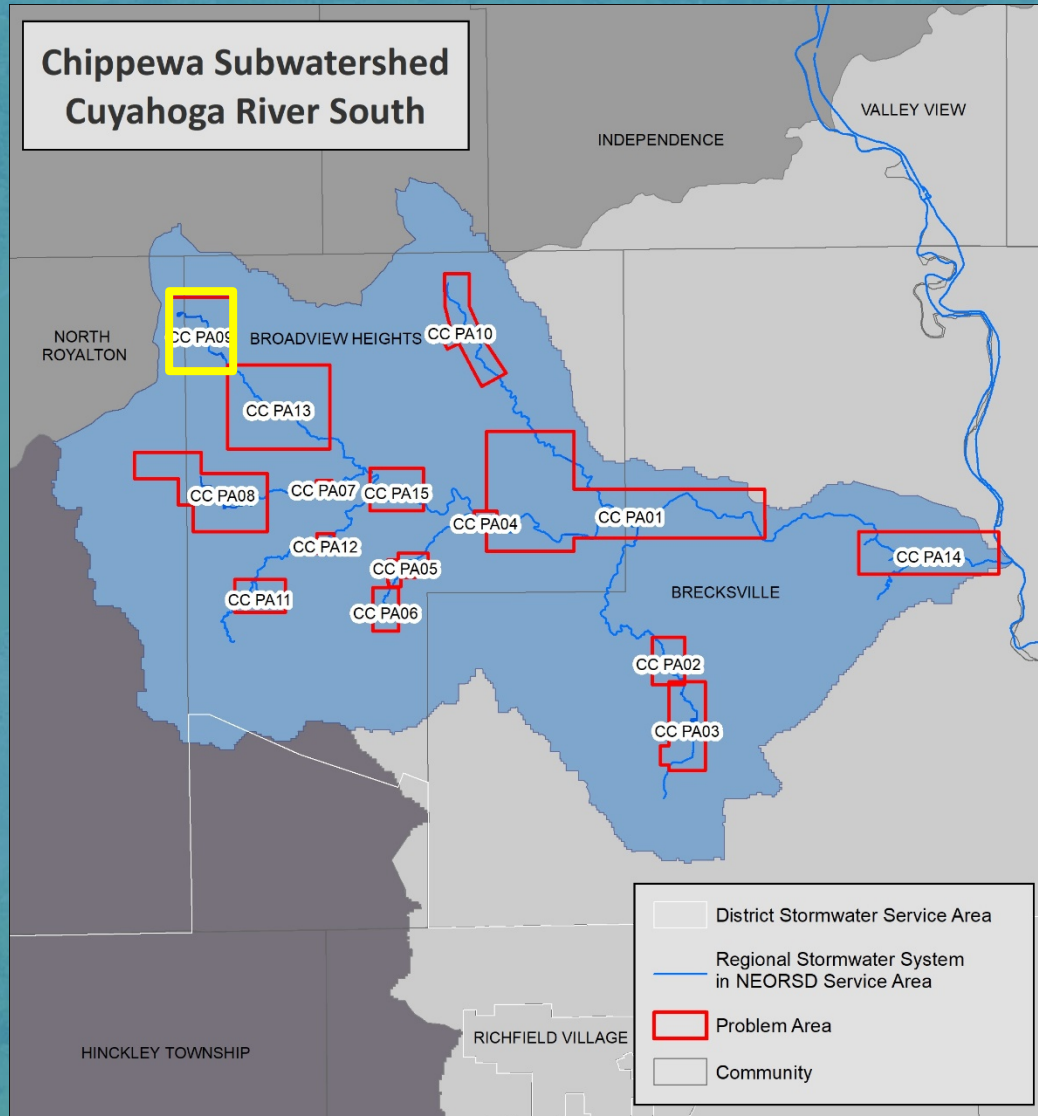 Chippewa Subwatershed
Cuyahoga River South
VALLEY VIEW
INDEPENDENCE
NORTH
ROYALTON
CC PA09
BROADVIEW HEIGHTS
CC PA10
CC PA13
CC PA08
CC PA07
CC PA15
CC PA04
CC PA01
CC PA12
CC PA14
CC PA05
CC PA11
CC PA06
BRECKSVILLE
CC PA02
CC PA03
District Stormwater Service Area
Regional Stormwater System
in NEORSD Service Area
Problem Area
Community
RICHFIELD VILLAGE
HINCKLEY TOWNSHIP